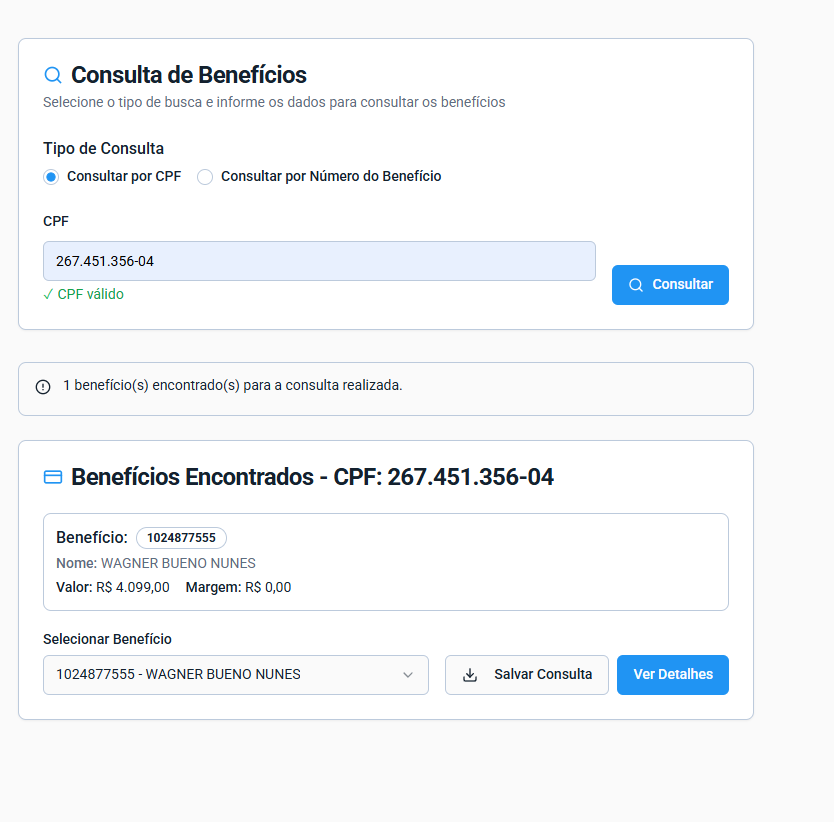 Consulta de Benefícios
Selecione o tipo de busca e informe os dados para consultar os benefícios
Tipo de Consulta
Consultar por CPF Consultar por Número do Benefício
CPF
267.451.356-04
✓ CPF válido
Consultar
1 benefício(s) encontrado(s) para a consulta realizada.
Benefícios Encontrados - CPF: 267.451.356-04
Benefício: 1024877555
Nome: WAGNER BUENO NUNES
Valor: R$ 4.099,00 Margem: R$ 0,00
Selecionar Benefício
1024877555 - WAGNER BUENO NUNES
Salvar Consulta
Ver Detalhes